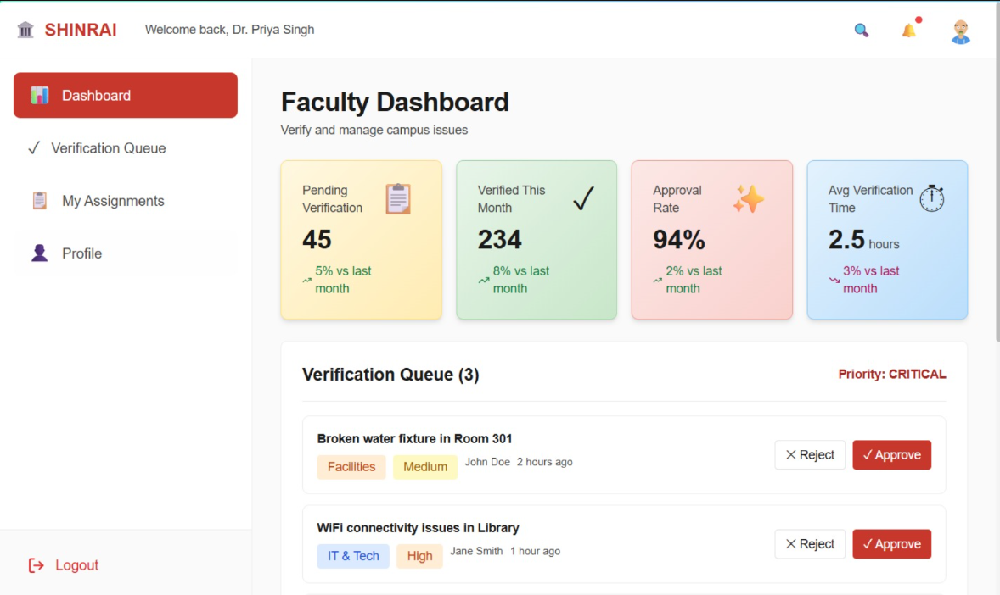 SHINRAI
Welcome back, Dr. Priya Singh
Dashboard
Verification Queue
My Assignments
Profile
Logout
Faculty Dashboard
Verify and manage campus issues
Pending
Verification
45
5% vs last
month
Verified This
Month
234
8% vs last
month
Approval
Rate
94%
2% vs last
month
Avg Verification
Time
2.5 hours
3% vs last
month
Verification Queue (3)
Priority: CRITICAL
Broken water fixture in Room 301
Facilities Medium John Doe 2 hours ago
✕ Reject ✓ Approve
WiFi connectivity issues in Library
IT & Tech High Jane Smith 1 hour ago
✕ Reject ✓ Approve